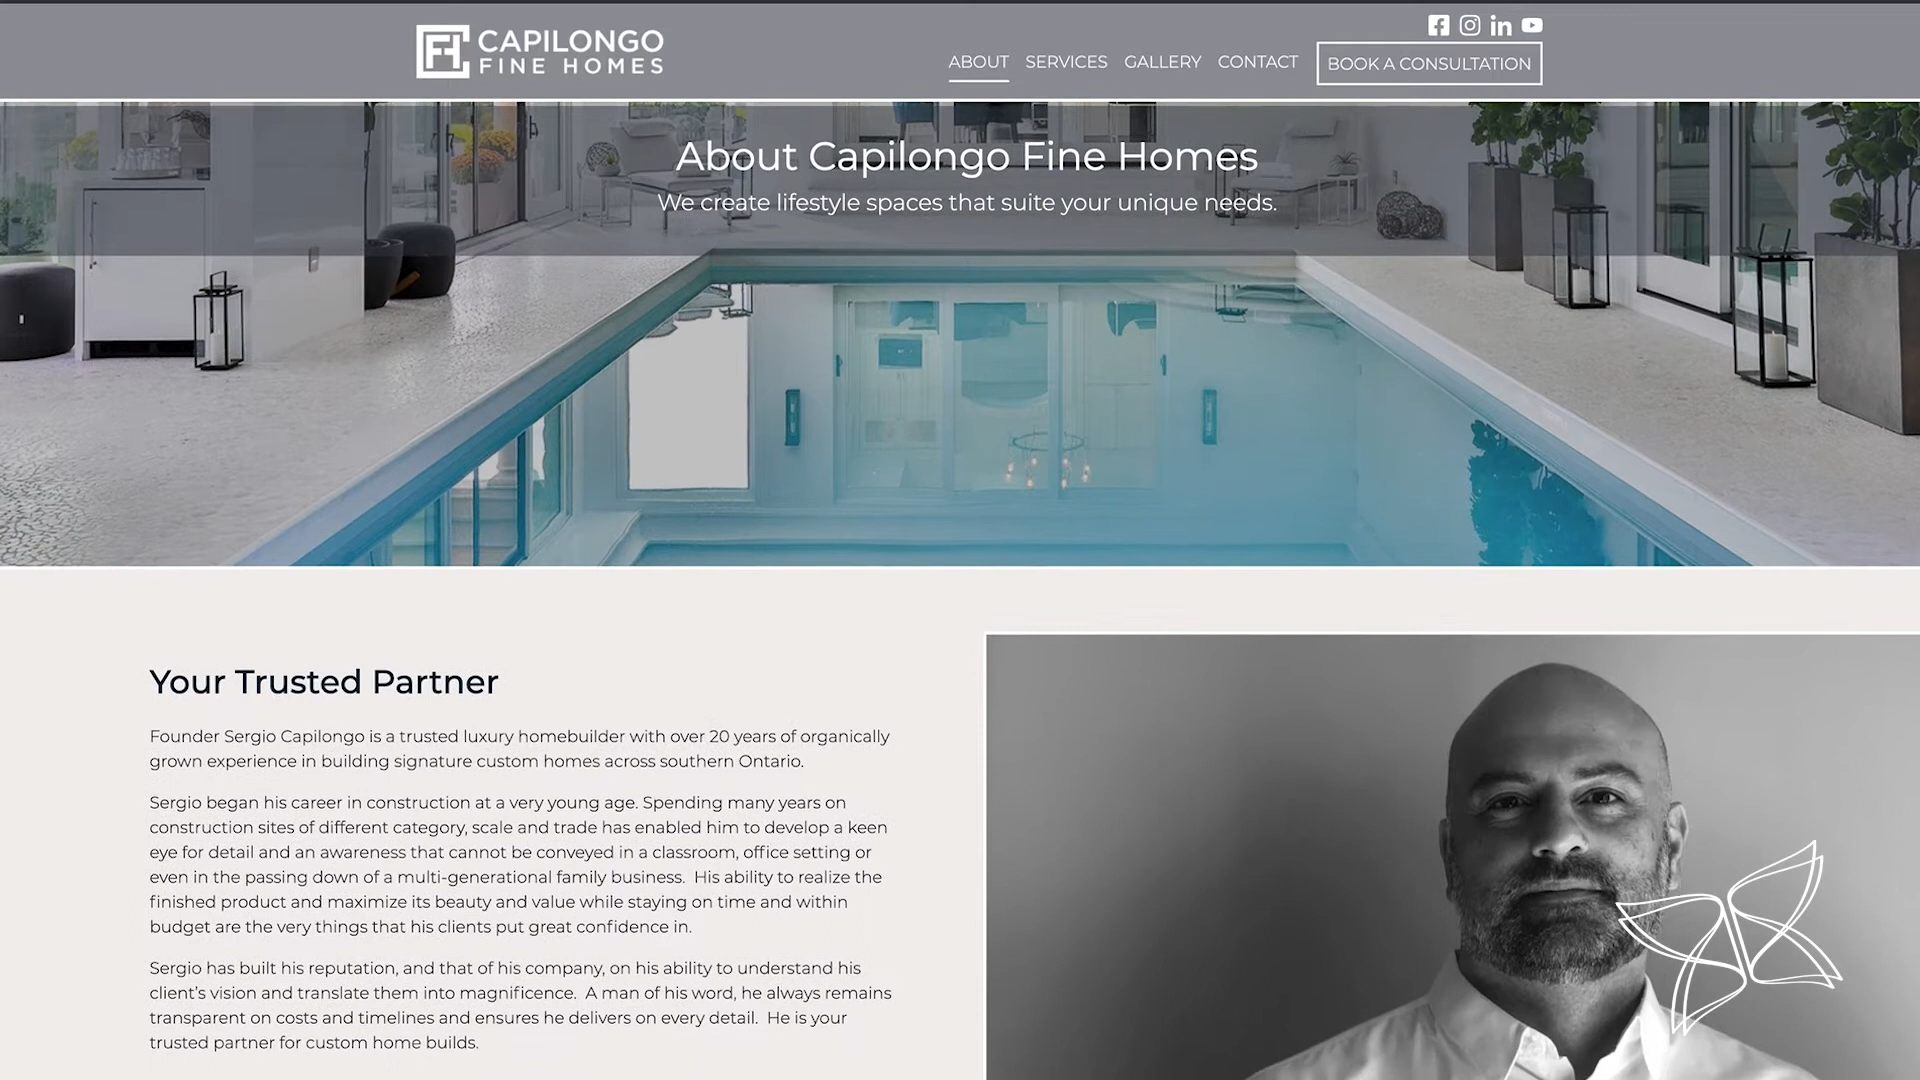 CAPILONGO
FINE HOMES
ABOUT SERVICES GALLERY CONTACT BOOK A CONSULTATION
About Capilongo Fine Homes
We create lifestyle spaces that suite your unique needs.
Your Trusted Partner
Founder Sergio Capilongo is a trusted luxury homebuilder with over 20 years of organically
grown experience in building signature custom homes across southern Ontario.
Sergio began his career in construction at a very young age. Spending many years on
construction sites of different category, scale and trade has enabled him to develop a keen
eye for detail and an awareness that cannot be conveyed in a classroom, office setting or
even in the passing down of a multi-generational family business.  His ability to realize the
finished product and maximize its beauty and value while staying on time and within
budget are the very things that his clients put great confidence in.
Sergio has built his reputation, and that of his company, on his ability to understand his
client's vision and translate them into magnificence.  A man of his word, he always remains
transparent on costs and timelines and ensures he delivers on every detail.  He is your
trusted partner for custom home builds.